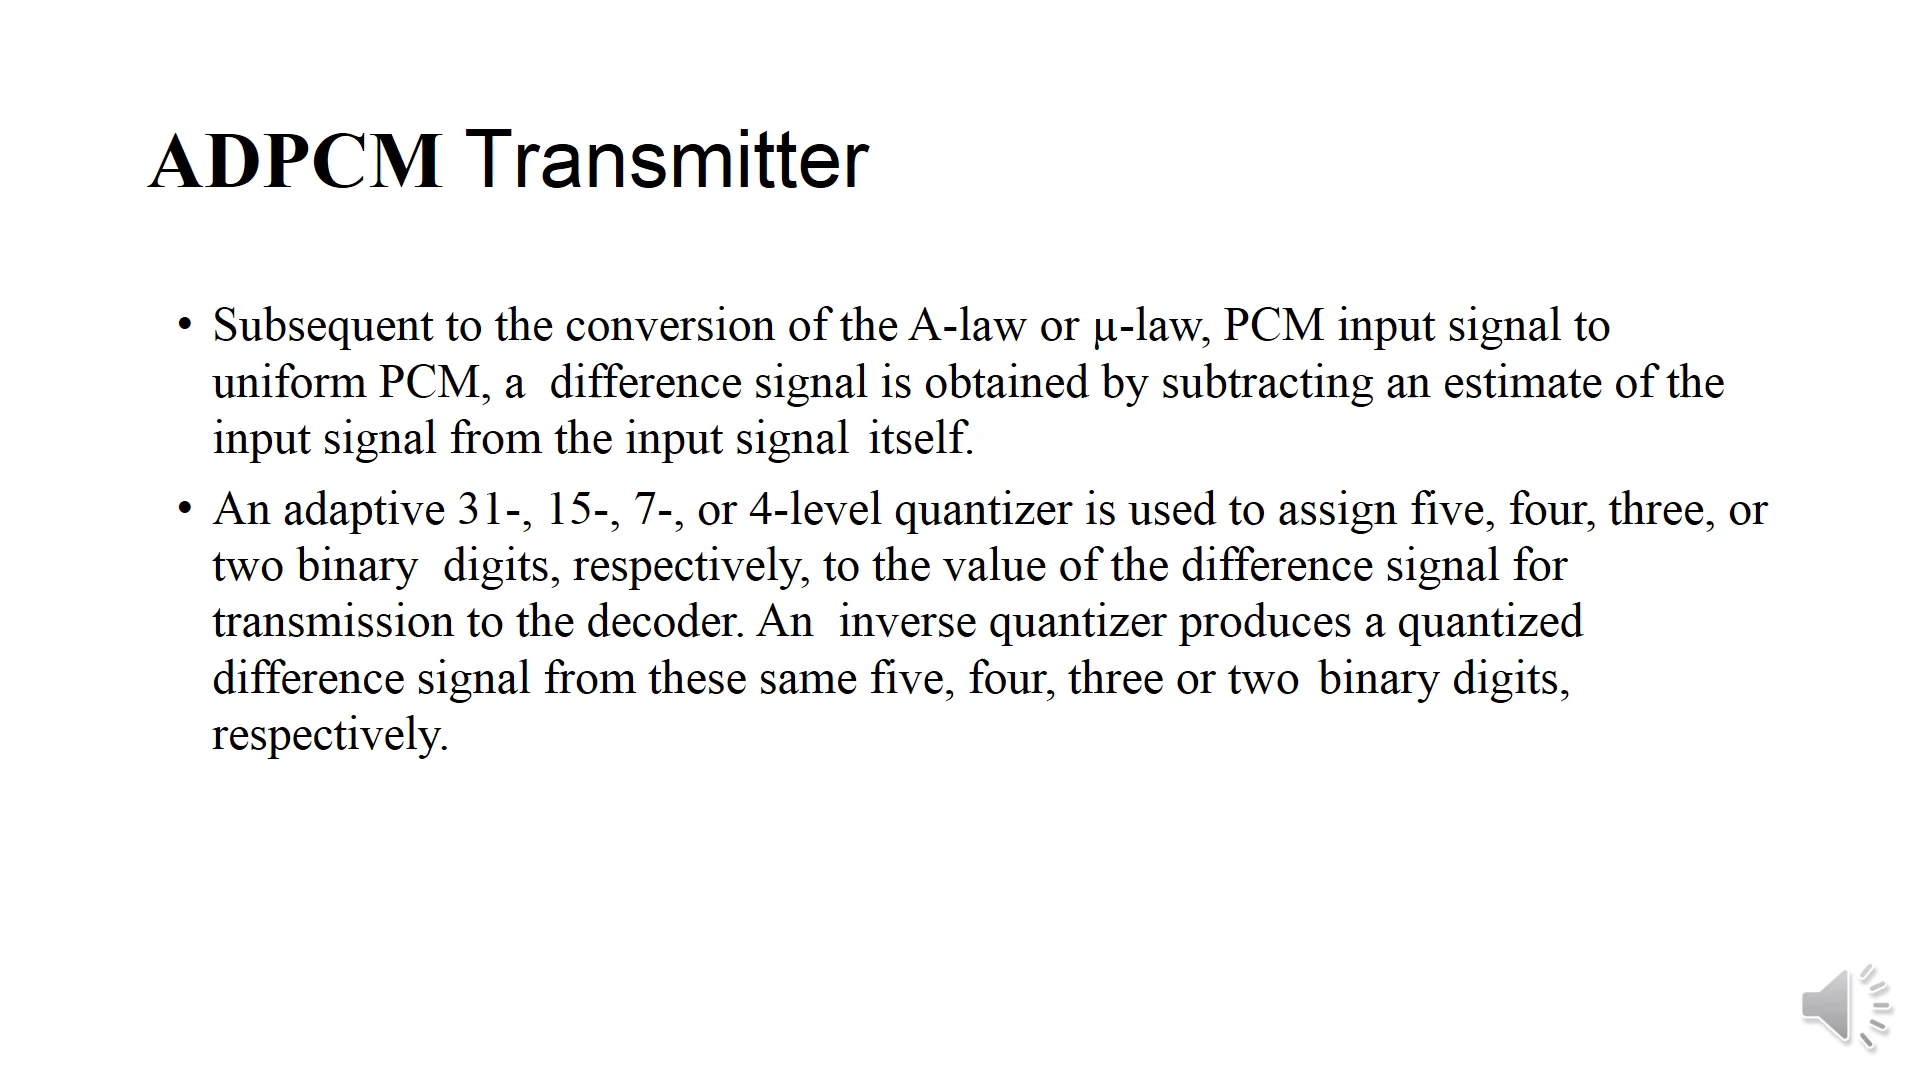 ADPCM Transmitter
• Subsequent to the conversion of the A-law or µ-law, PCM input signal to
uniform PCM, a difference signal is obtained by subtracting an estimate of the
input signal from the input signal itself.
• An adaptive 31-, 15-, 7-, or 4-level quantizer is used to assign five, four, three, or
two binary digits, respectively, to the value of the difference signal for
transmission to the decoder. An inverse quantizer produces a quantized
difference signal from these same five, four, three or two binary digits,
respectively.